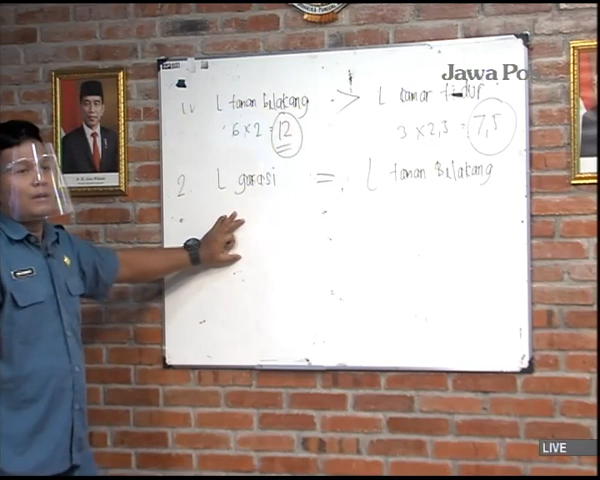 Jawa Pos
1. L taman Belakang > L kamar tidur
6 x 2 = 12
3 x 2,5 = 7,5
2. L garasi = L taman Belakang
LIVE